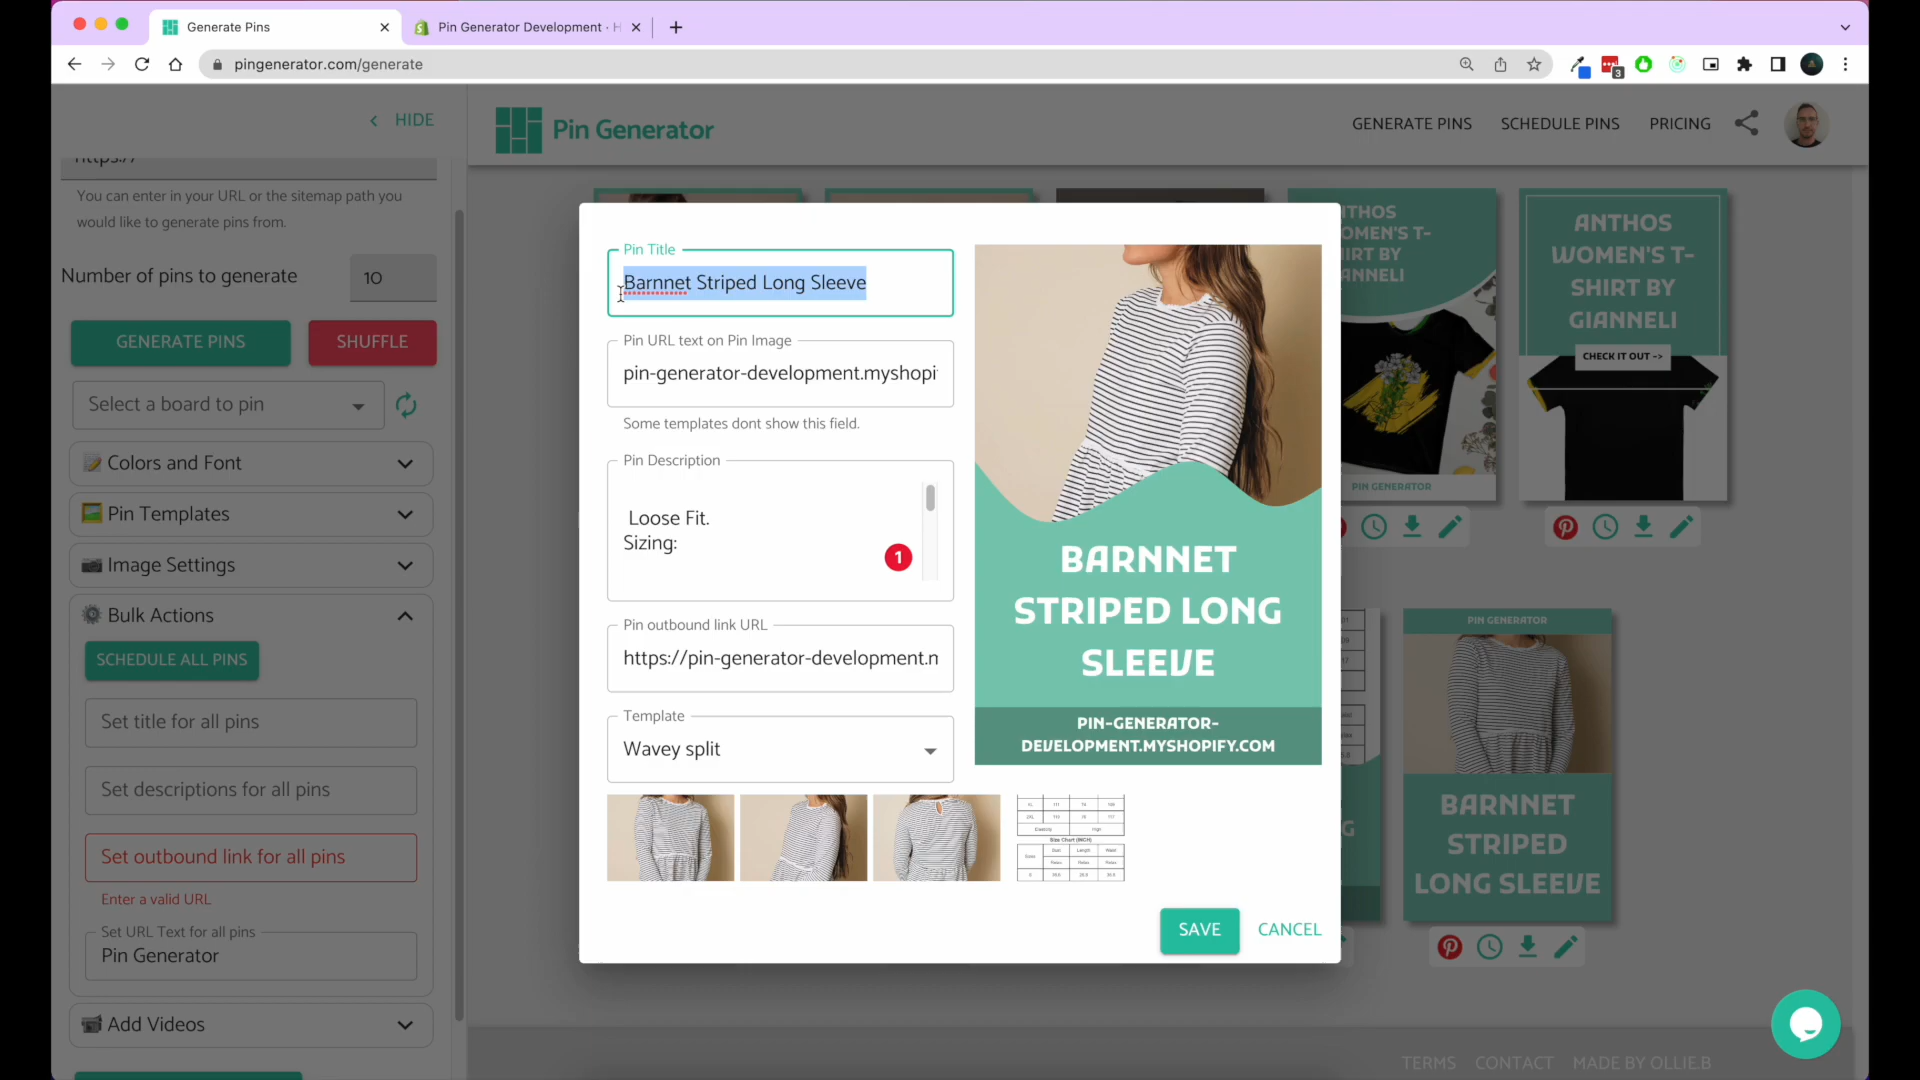 Generate Pins
Pin Generator Development · H
pingenerator.com/generate
3
HIDE
https://
You can enter in your URL or the sitemap path you
would like to generate pins from.
Number of pins to generate
10
GENERATE PINS
SHUFFLE
Select a board to pin
Colors and Font
Pin Templates
Image Settings
Bulk Actions
SCHEDULE ALL PINS
Set title for all pins
Set descriptions for all pins
Set outbound link for all pins
Enter a valid URL
Set URL Text for all pins
Pin Generator
Add Videos
Pin Generator
GENERATE PINS
SCHEDULE PINS
PRICING
Pin Title
Barnnet Striped Long Sleeve
Pin URL text on Pin Image
pin-generator-development.myshopi
Some templates dont show this field.
Pin Description
Loose Fit.
Sizing:
1
Pin outbound link URL
https://pin-generator-development.n
Template
Wavey split
BARNNET
STRIPED LONG
SLEEVE
PIN-GENERATOR-
DEVELOPMENT.MYSHOPIFY.COM
Size Chart (INCH)
SAVE
CANCEL
PIN GENERATOR
ANTHOS
WOMEN'S T-
SHIRT BY
GIANNELI
CHECK IT OUT ->
PIN GENERATOR
BARNNET
STRIPED
LONG SLEEVE
TERMS
CONTACT
MADE BY OLLIE.B